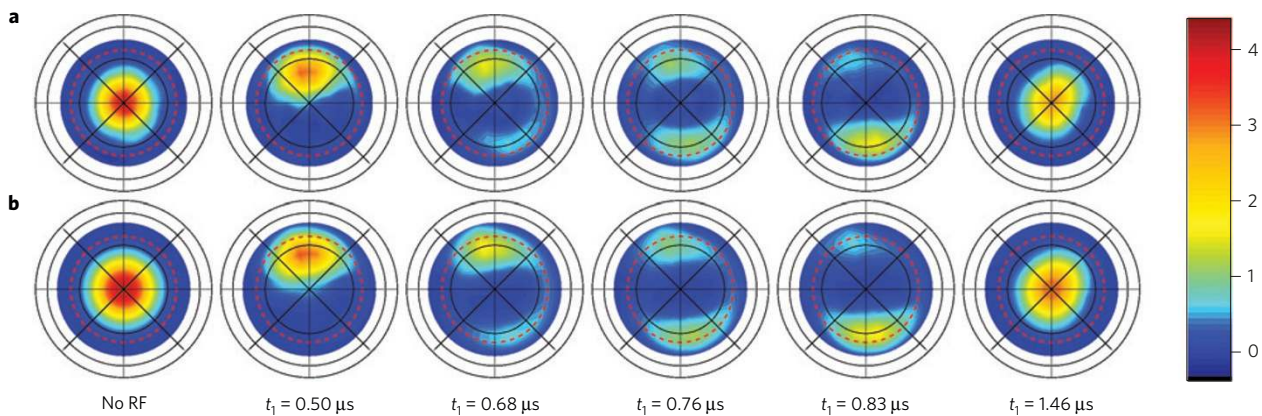 a
b
4
3
2
1
0
No RF
t₁ = 0.50 μs
t₁ = 0.68 μs
t₁ = 0.76 μs
t₁ = 0.83 μs
t₁ = 1.46 μs